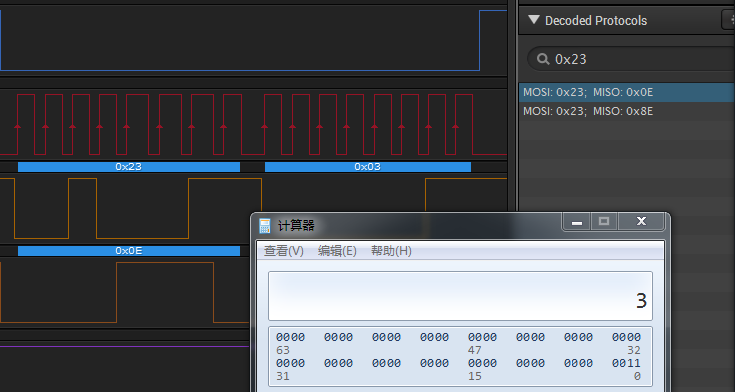 Decoded Protocols
0x23
MOSI: 0x23;  MISO: 0x0E
MOSI: 0x23;  MISO: 0x8E
0x23
0x03
0x0E
计算器
查看(V) 编辑(E) 帮助(H)
3
0000 0000 0000 0000 0000 0000 0000 0000
63 47 32
0000 0000 0000 0000 0000 0000 0000 0011
31 15 0